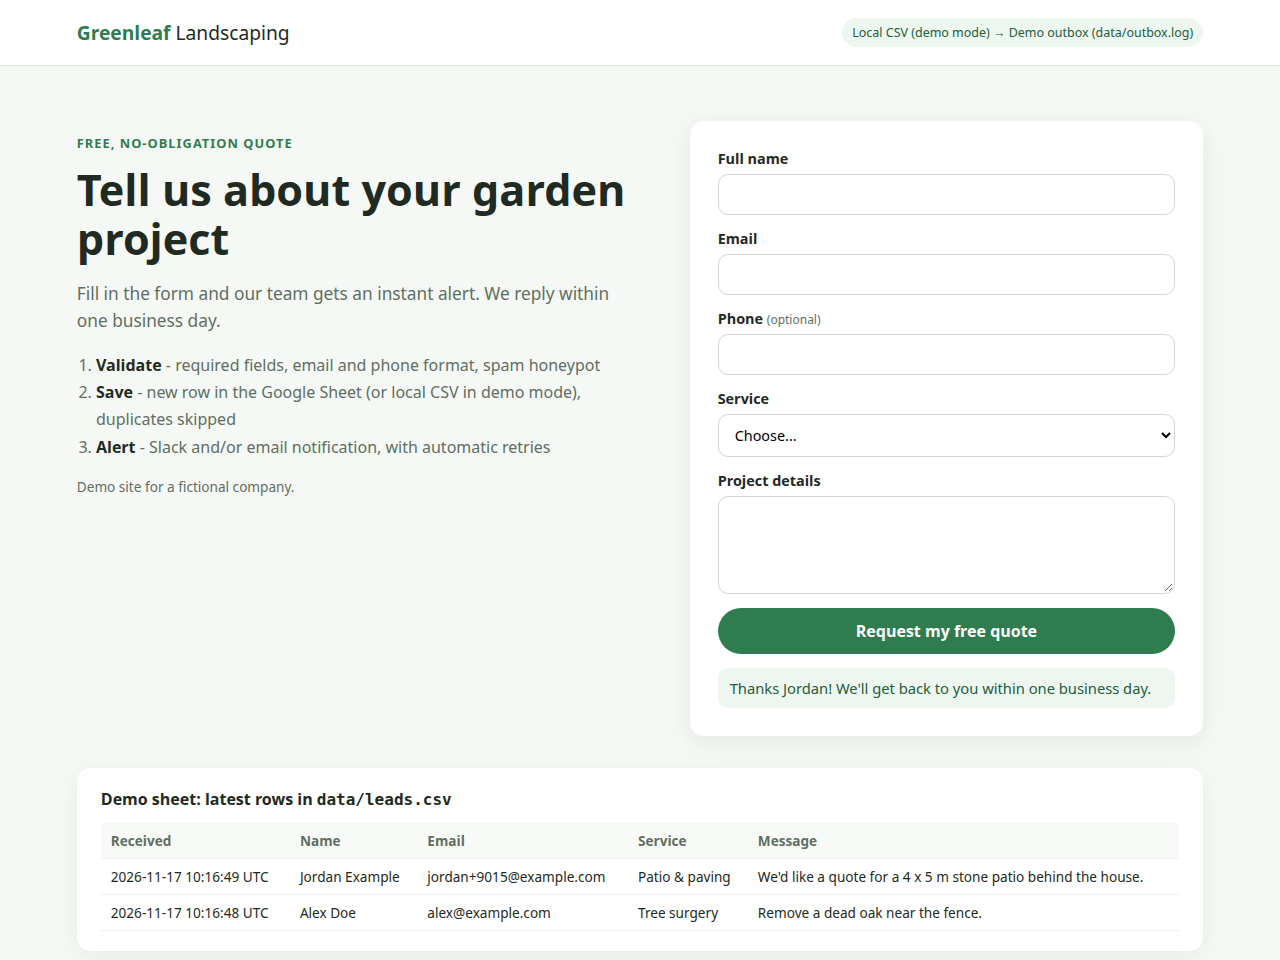 Greenleaf Landscaping
Local CSV (demo mode) → Demo outbox (data/outbox.log)
FREE, NO-OBLIGATION QUOTE
Tell us about your garden
project
Fill in the form and our team gets an instant alert. We reply within
one business day.
1. Validate - required fields, email and phone format, spam honeypot
2. Save - new row in the Google Sheet (or local CSV in demo mode),
duplicates skipped
3. Alert - Slack and/or email notification, with automatic retries
Demo site for a fictional company.
Full name
Email
Phone (optional)
Service
Choose...
Project details
Request my free quote
Thanks Jordan! We'll get back to you within one business day.
Demo sheet: latest rows in data/leads.csv
Received Name Email Service Message
2026-11-17 10:16:49 UTC Jordan Example jordan+9015@example.com Patio & paving We'd like a quote for a 4 x 5 m stone patio behind the house.
2026-11-17 10:16:48 UTC Alex Doe alex@example.com Tree surgery Remove a dead oak near the fence.